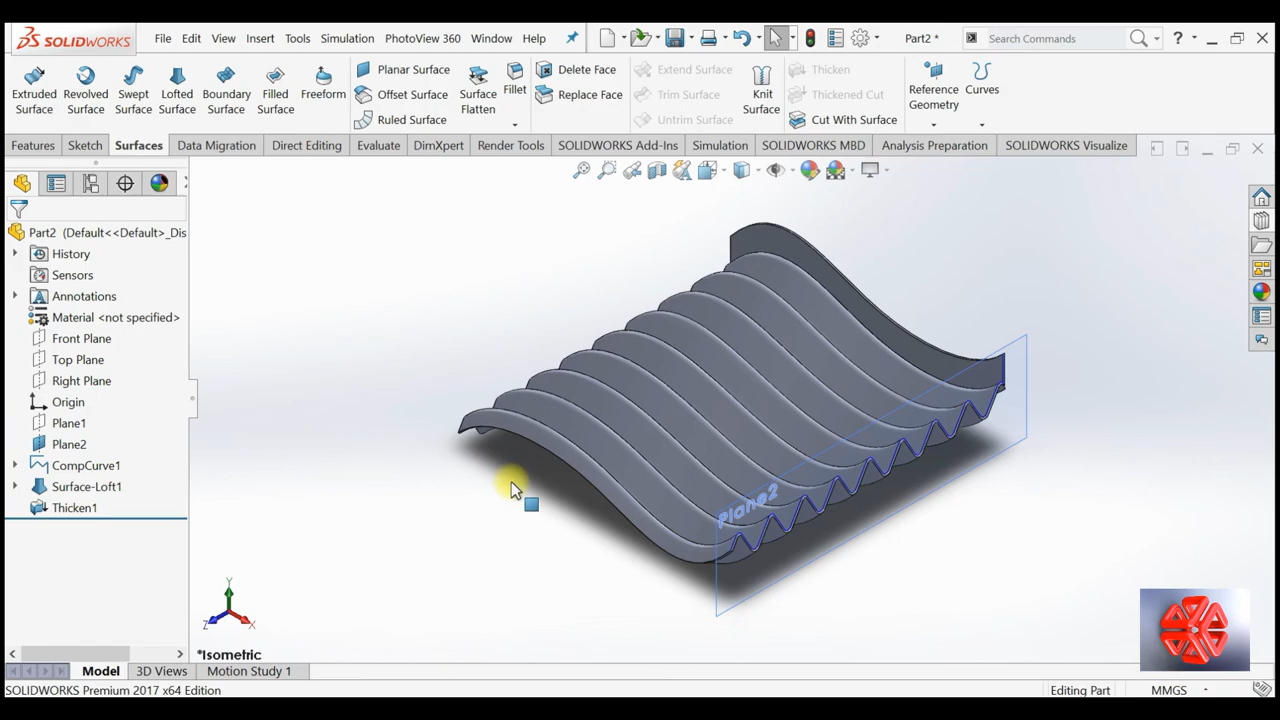 SOLIDWORKS
File Edit View Insert Tools Simulation PhotoView 360 Window Help
Part2 *
Search Commands
?
Extruded Surface
Revolved Surface
Swept Surface
Lofted Surface
Boundary Surface
Filled Surface
Freeform
Planar Surface
Offset Surface
Ruled Surface
Surface Flatten
Fillet
Delete Face
Replace Face
Extend Surface
Trim Surface
Untrim Surface
Knit Surface
Thicken
Thickened Cut
Cut With Surface
Reference Geometry
Curves
Features Sketch Surfaces Data Migration Direct Editing Evaluate DimXpert Render Tools SOLIDWORKS Add-Ins Simulation SOLIDWORKS MBD Analysis Preparation SOLIDWORKS Visualize
Part2 (Default<<Default>_Dis
History
Sensors
Annotations
Material <not specified>
Front Plane
Top Plane
Right Plane
Origin
Plane1
Plane2
CompCurve1
Surface-Loft1
Thicken1
Plane2
Y
Z
X
*Isometric
Model 3D Views Motion Study 1
SOLIDWORKS Premium 2017 x64 Edition
Editing Part
MMGS